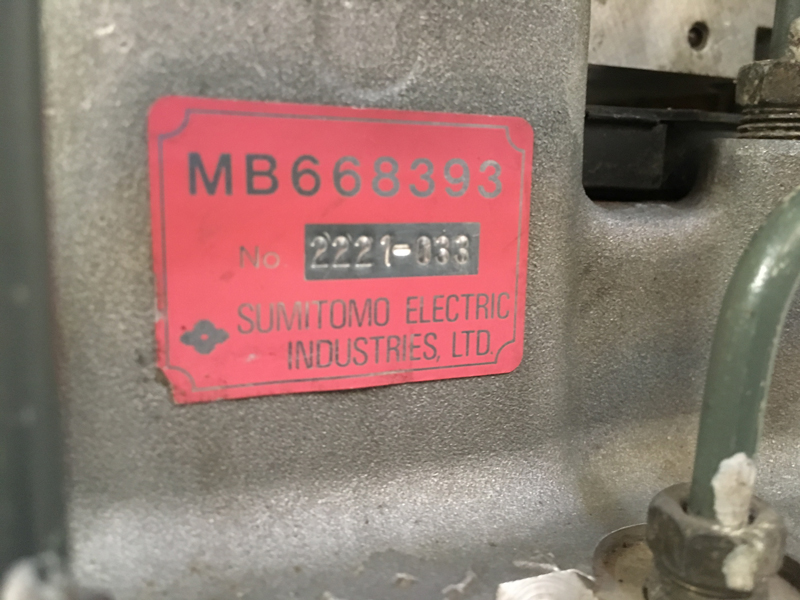 MB668393
No 2221-033
SUMITOMO ELECTRIC
INDUSTRIES, LTD.